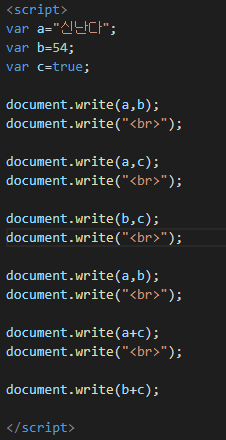 <script>
var a="신난다";
var b=54;
var c=true;
document.write(a,b);
document.write("<br>");
document.write(a,c);
document.write("<br>");
document.write(b,c);
document.write("<br>");
document.write(a,b);
document.write("<br>");
document.write(a+c);
document.write("<br>");
document.write(b+c);
</script>